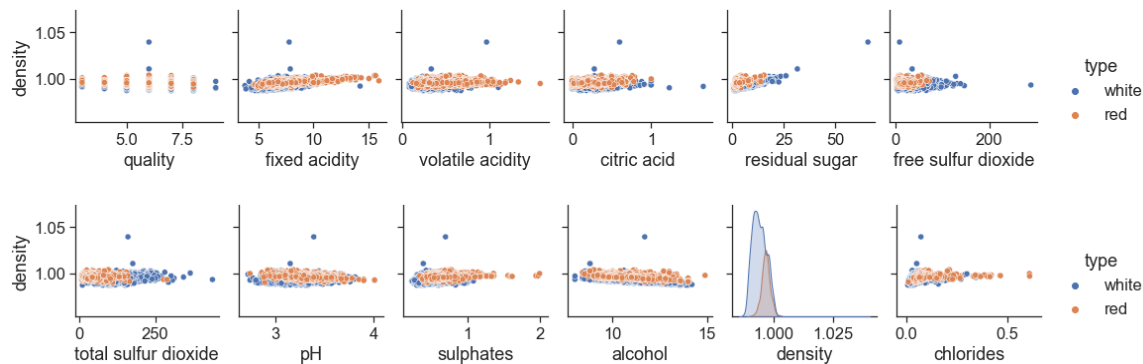 density
1.05
1.00
5.0 7.5
quality
5 10 15
fixed acidity
0 1
volatile acidity
0 1
citric acid
0 25 50
residual sugar
0 200
free sulfur dioxide
type
white
red
density
1.05
1.00
0 250
total sulfur dioxide
3 4
pH
1 2
sulphates
10 15
alcohol
1.000 1.025
density
0.0 0.5
chlorides
type
white
red